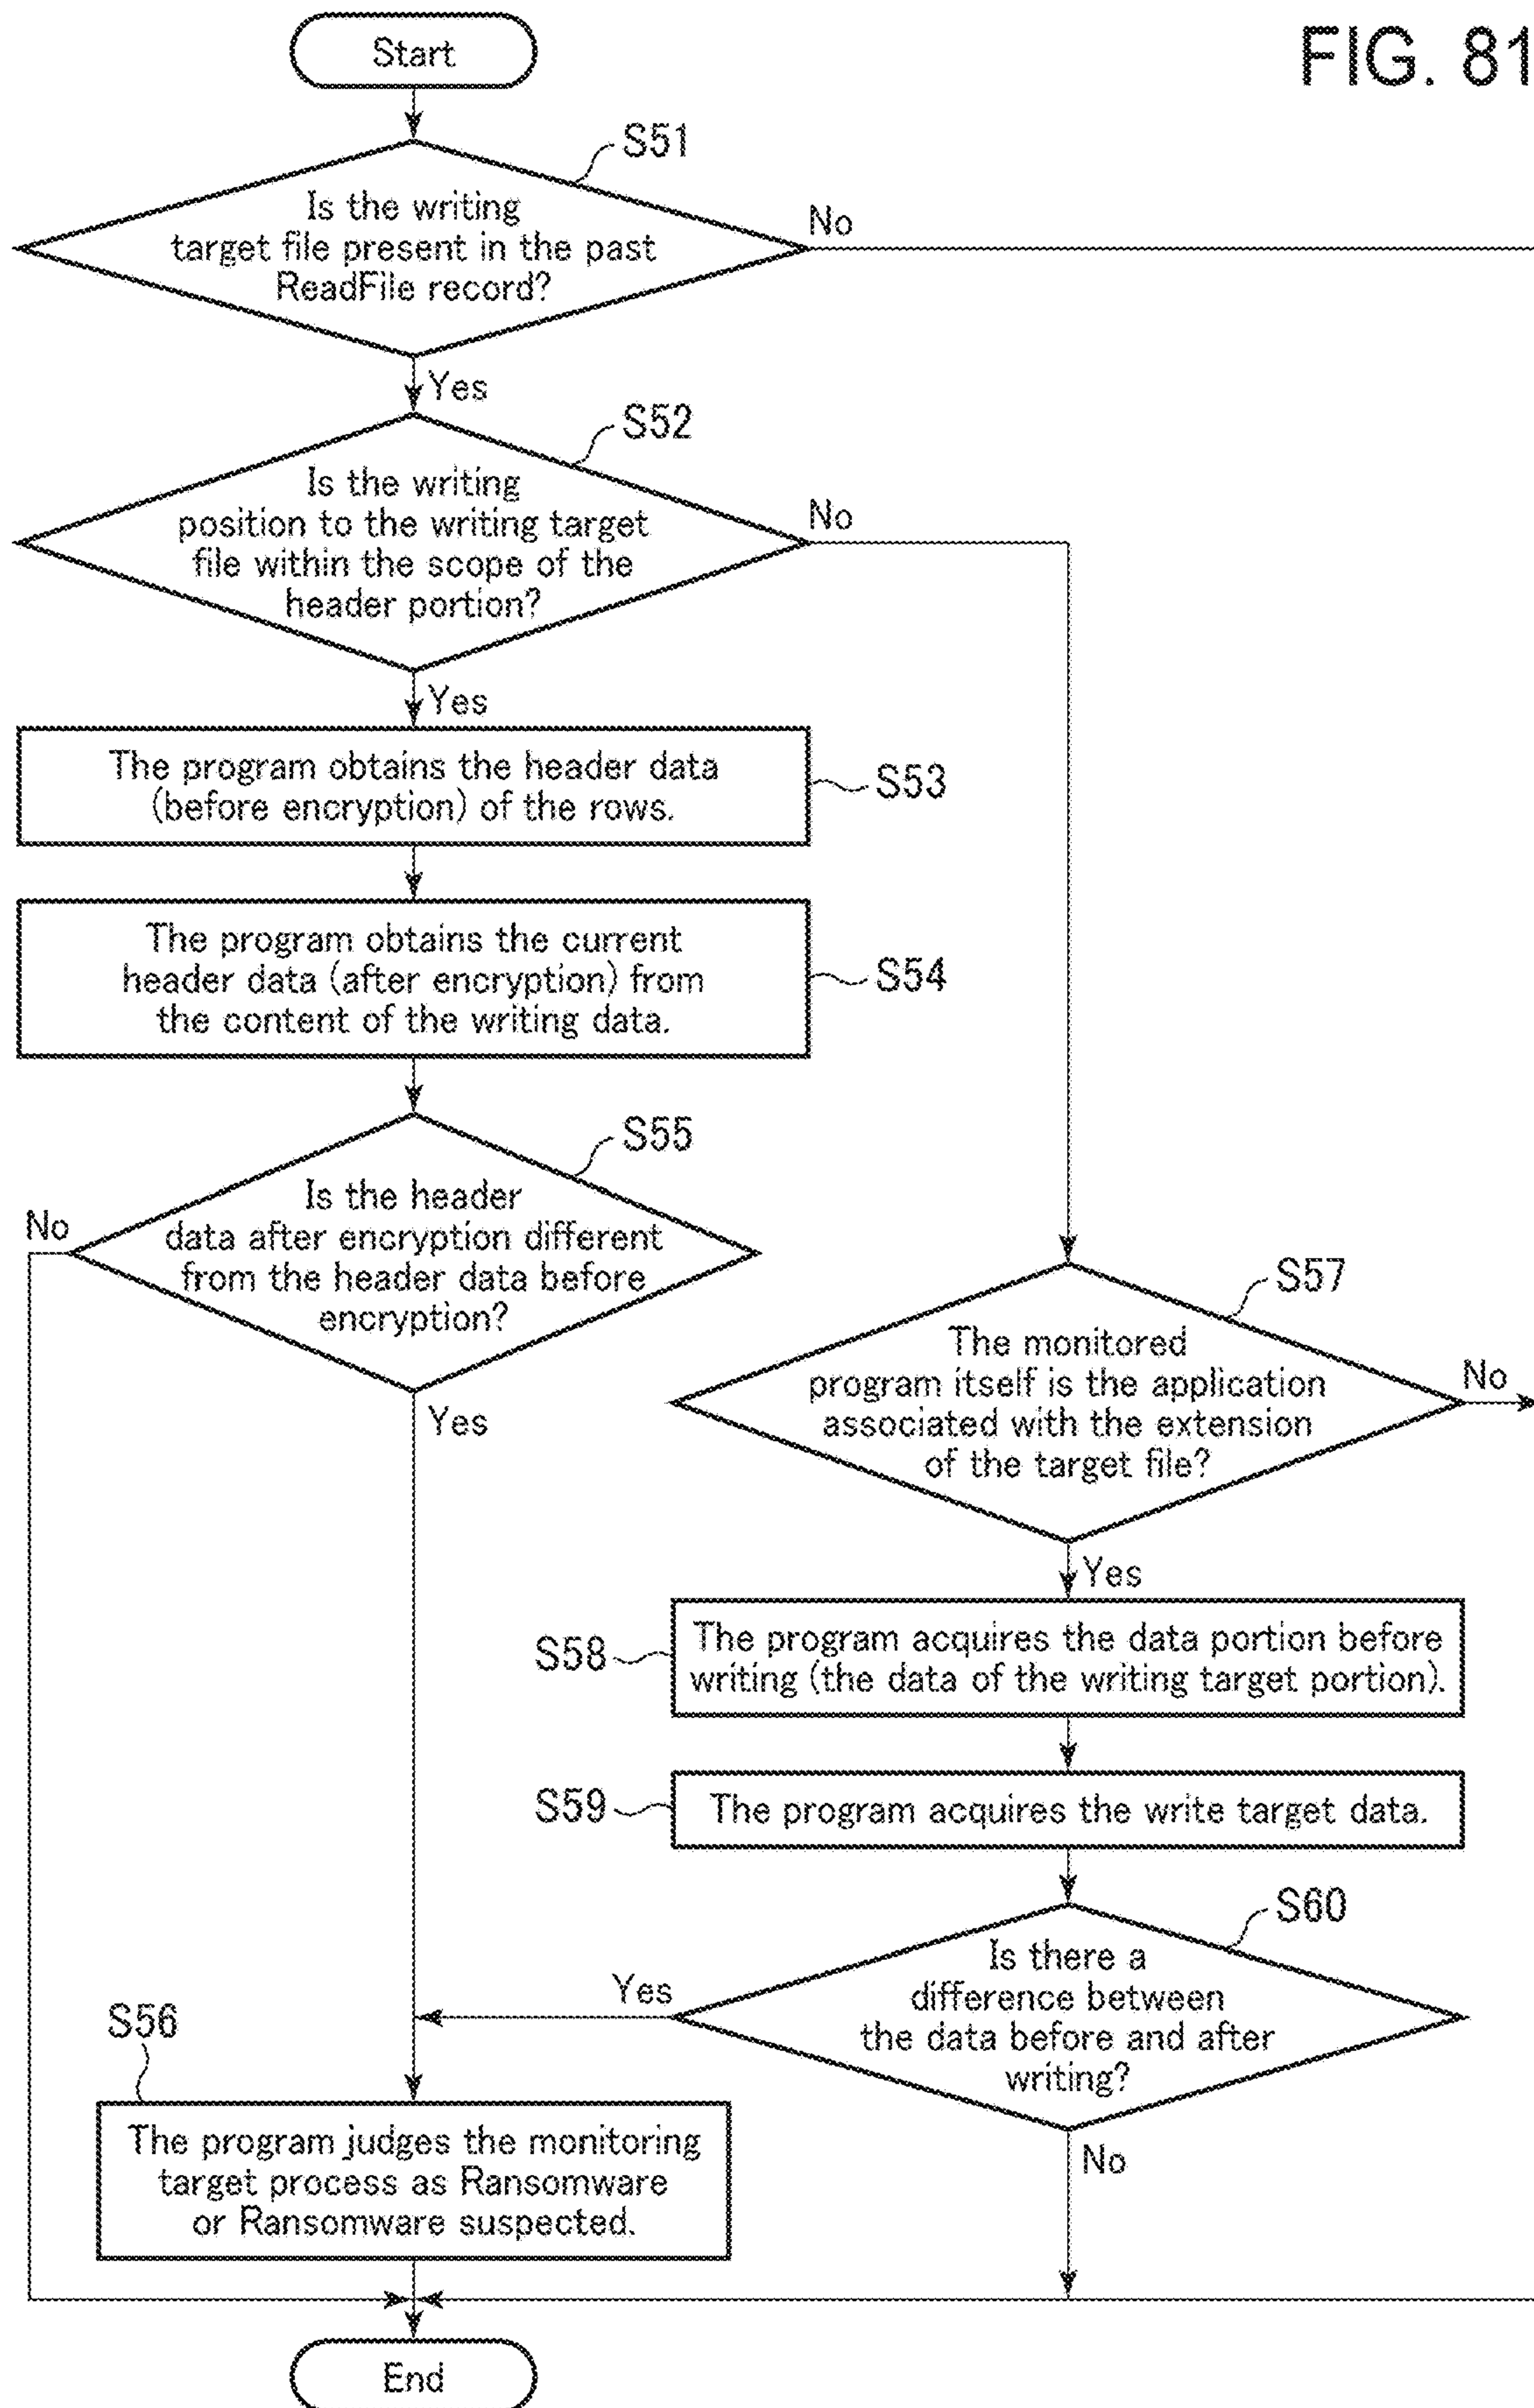 FIG. 81
Start
S51
Is the writing
target file present in the past
ReadFile record?
No
Yes
S52
Is the writing
position to the writing target
file within the scope of the
header portion?
No
Yes
The program obtains the header data
(before encryption) of the rows.
S53
The program obtains the current
header data (after encryption) from
the content of the writing data.
S54
S55
Is the header
data after encryption different
from the header data before
encryption?
No
Yes
S57
The monitored
program itself is the application
associated with the extension
of the target file?
No
Yes
S58
The program acquires the data portion before
writing (the data of the writing target portion).
S59
The program acquires the write target data.
S60
Is there a
difference between
the data before and after
writing?
Yes
No
S56
The program judges the monitoring
target process as Ransomware
or Ransomware suspected.
End